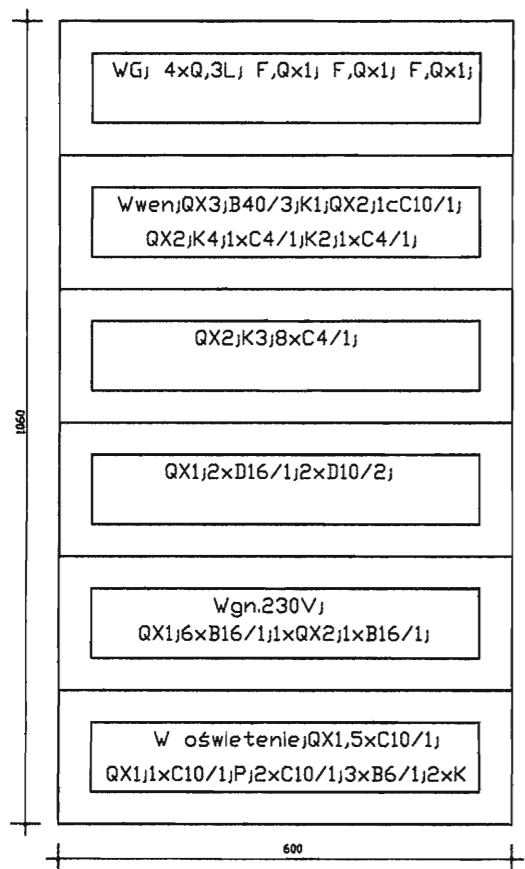 WG; 4xQ,3L; F,Qx1; F,Qx1; F,Qx1;
Wwen;QX3;B40/3;K1;QX2;1cC10/1;
QX2;K4;1xC4/1;K2;1xC4/1;
QX2;K3;8xC4/1;
1060
QX1;2xD16/1;2xD10/2;
Wgn.230V;
QX1;6xB16/1;1xQX2;1xB16/1;
W oświetenie;QX1,5xC10/1;
QX1;1xC10/1;P;2xC10/1;3xB6/1;2xK
600